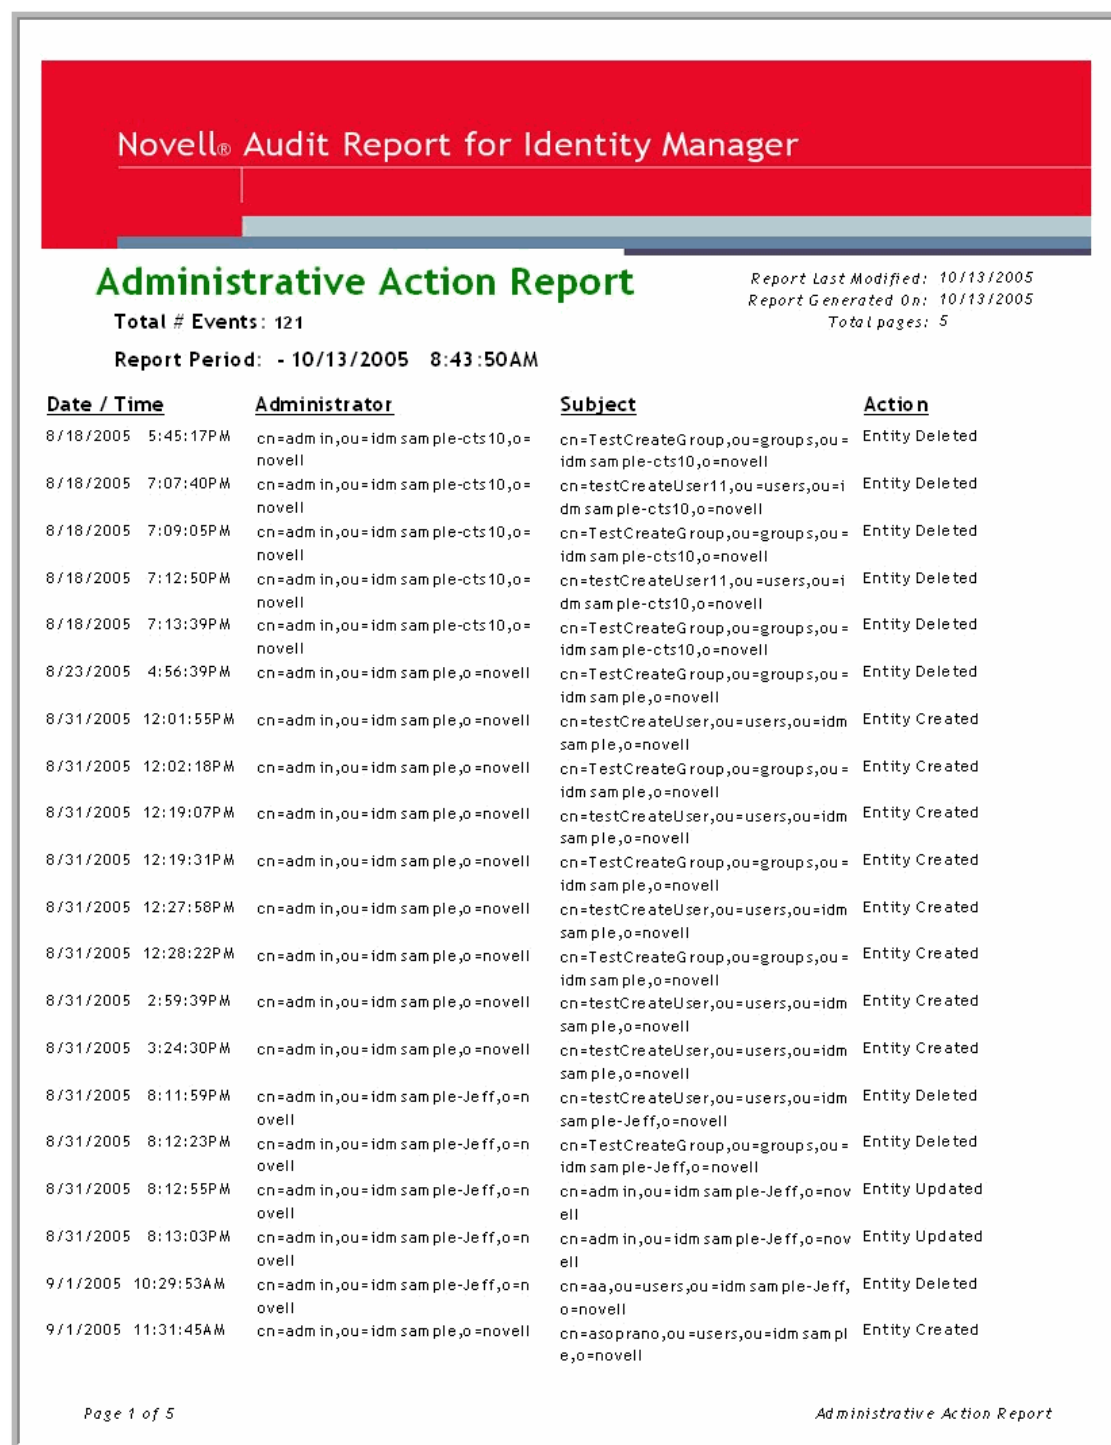 Novell® Audit Report for Identity Manager
Administrative Action Report
Report Last Modified: 10/13/2005
Report Generated On: 10/13/2005
Total pages: 5
Total # Events: 121
Report Period: - 10/13/2005 8:43:50AM
Date / Time Administrator Subject Action
8/18/2005 5:45:17PM cn=admin,ou=idmsample-cts10,o= cn=TestCreateGroup,ou=groups,ou= Entity Deleted
novell idmsample-cts10,o=novell
8/18/2005 7:07:40PM cn=admin,ou=idmsample-cts10,o= cn=testCreateUser11,ou=users,ou=i Entity Deleted
novell dmsample-cts10,o=novell
8/18/2005 7:09:05PM cn=admin,ou=idmsample-cts10,o= cn=TestCreateGroup,ou=groups,ou= Entity Deleted
novell idmsample-cts10,o=novell
8/18/2005 7:12:50PM cn=admin,ou=idmsample-cts10,o= cn=testCreateUser11,ou=users,ou=i Entity Deleted
novell dmsample-cts10,o=novell
8/18/2005 7:13:39PM cn=admin,ou=idmsample-cts10,o= cn=TestCreateGroup,ou=groups,ou= Entity Deleted
novell idmsample-cts10,o=novell
8/23/2005 4:56:39PM cn=admin,ou=idmsample,o=novell cn=TestCreateGroup,ou=groups,ou= Entity Deleted
idmsample,o=novell
8/31/2005 12:01:55PM cn=admin,ou=idmsample,o=novell cn=testCreateUser,ou=users,ou=idm Entity Created
sample,o=novell
8/31/2005 12:02:18PM cn=admin,ou=idmsample,o=novell cn=TestCreateGroup,ou=groups,ou= Entity Created
idmsample,o=novell
8/31/2005 12:19:07PM cn=admin,ou=idmsample,o=novell cn=testCreateUser,ou=users,ou=idm Entity Created
sample,o=novell
8/31/2005 12:19:31PM cn=admin,ou=idmsample,o=novell cn=TestCreateGroup,ou=groups,ou= Entity Created
idmsample,o=novell
8/31/2005 12:27:58PM cn=admin,ou=idmsample,o=novell cn=testCreateUser,ou=users,ou=idm Entity Created
sample,o=novell
8/31/2005 12:28:22PM cn=admin,ou=idmsample,o=novell cn=TestCreateGroup,ou=groups,ou= Entity Created
idmsample,o=novell
8/31/2005 2:59:39PM cn=admin,ou=idmsample,o=novell cn=testCreateUser,ou=users,ou=idm Entity Created
sample,o=novell
8/31/2005 3:24:30PM cn=admin,ou=idmsample,o=novell cn=testCreateUser,ou=users,ou=idm Entity Created
sample,o=novell
8/31/2005 8:11:59PM cn=admin,ou=idmsample-Jeff,o=n cn=testCreateUser,ou=users,ou=idm Entity Deleted
ovell sample-Jeff,o=novell
8/31/2005 8:12:23PM cn=admin,ou=idmsample-Jeff,o=n cn=TestCreateGroup,ou=groups,ou= Entity Deleted
ovell idmsample-Jeff,o=novell
8/31/2005 8:12:55PM cn=admin,ou=idmsample-Jeff,o=n cn=admin,ou=idmsample-Jeff,o=nov Entity Updated
ovell ell
8/31/2005 8:13:03PM cn=admin,ou=idmsample-Jeff,o=n cn=admin,ou=idmsample-Jeff,o=nov Entity Updated
ovell ell
9/1/2005 10:29:53AM cn=admin,ou=idmsample-Jeff,o=n cn=aa,ou=users,ou=idmsample-Jeff, Entity Deleted
ovell o=novell
9/1/2005 11:31:45AM cn=admin,ou=idmsample,o=novell cn=asoprano,ou=users,ou=idmsampl Entity Created
e,o=novell
Page 1 of 5 Administrative Action Report